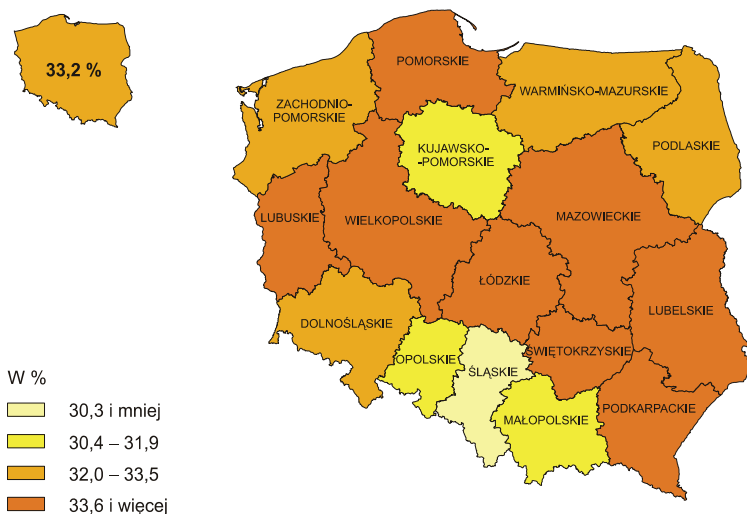 33,2 %
POMORSKIE
WARMIŃSKO-MAZURSKIE
ZACHODNIO-
POMORSKIE
KUJAWSKO-
-POMORSKIE
PODLASKIE
LUBUSKIE
WIELKOPOLSKIE
MAZOWIECKIE
ŁÓDZKIE
LUBELSKIE
DOLNOŚLĄSKIE
OPOLSKIE
ŚLĄSKIE
ŚWIĘTOKRZYSKIE
MAŁOPOLSKIE
PODKARPACKIE
W %
30,3 i mniej
30,4 – 31,9
32,0 – 33,5
33,6 i więcej